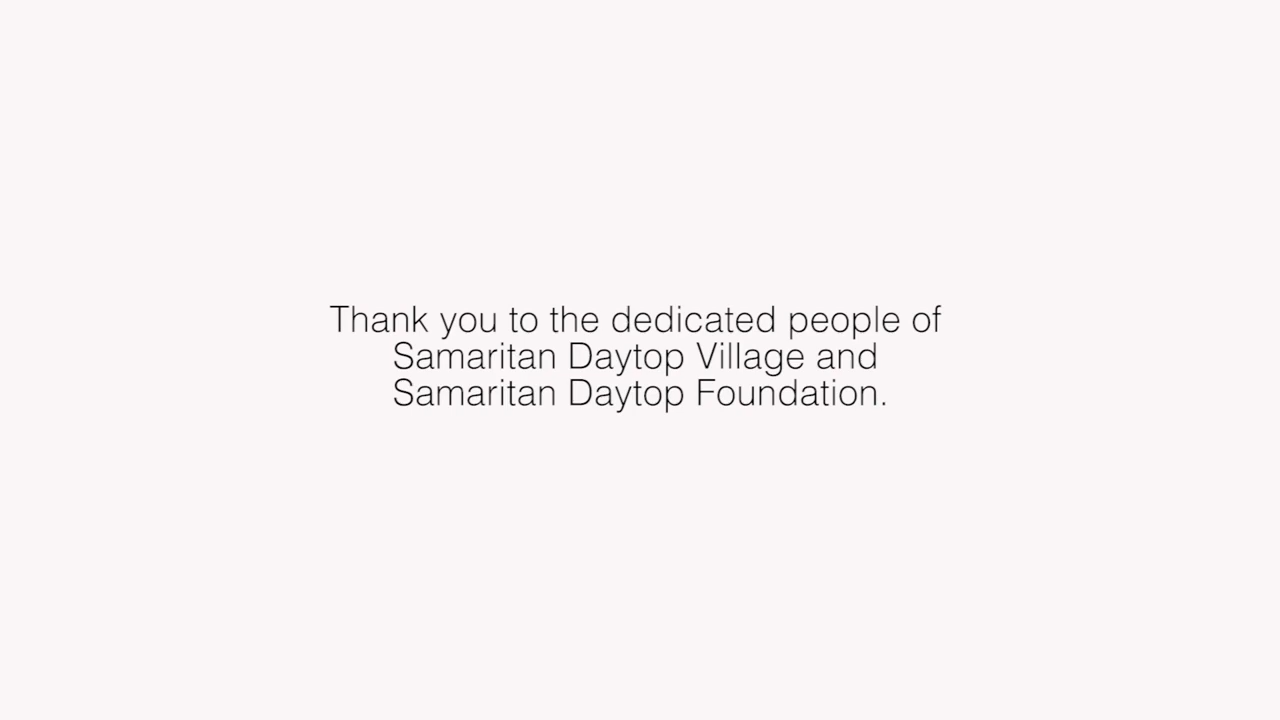 Thank you to the dedicated people of
Samaritan Daytop Village and
Samaritan Daytop Foundation.